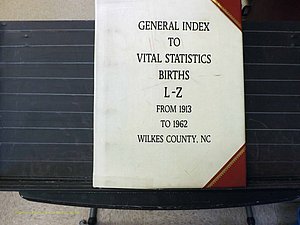 GENERAL INDEX
TO
VITAL STATISTICS
BIRTHS
L-Z
FROM 1913
TO 1962
WILKES COUNTY, NC